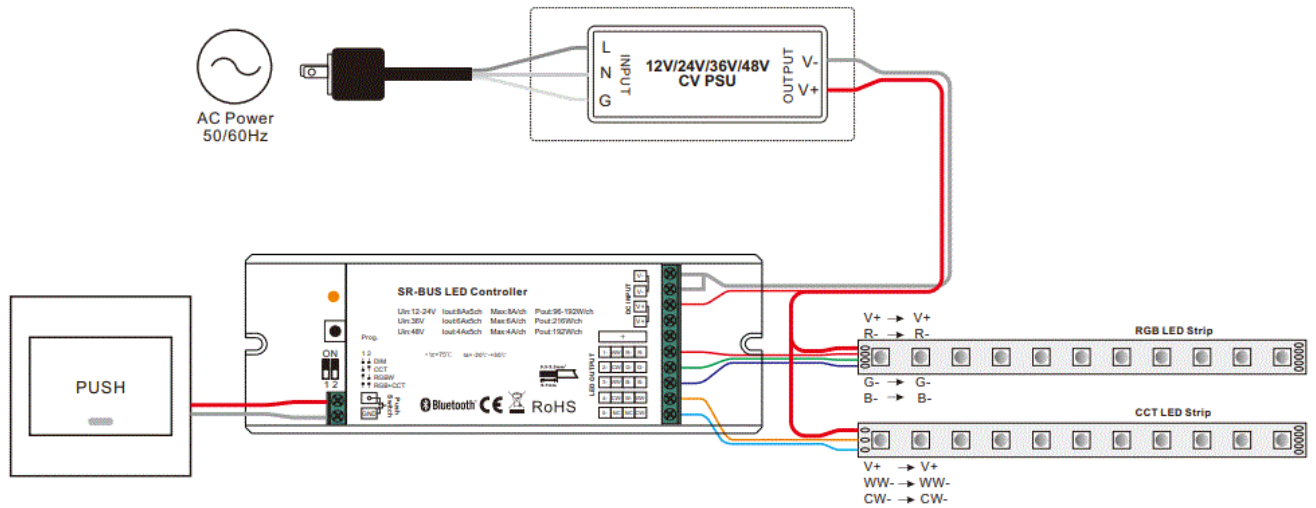 AC Power
50/60Hz
L
N
G
INPUT
12V/24V/36V/48V
CV PSU
OUTPUT
V-
V+
SR-BUS LED Controller
Uin:12-24V Iout:8Ax5ch Max:8A/ch Pout:96-192W/ch
Uin:36V Iout:6Ax5ch Max:6A/ch Pout:216W/ch
Uin:48V Iout:4Ax5ch Max:4A/ch Pout:192W/ch
Prog.
ON
1 2
1 2
DIM
CCT
RGBW
RGB+CCT
Push
Switch
GND
Bluetooth
CE
RoHS
DC INPUT
V-
V-
V+
V+
LED OUTPUT
+
PUSH
V+ → V+
R- → R-
RGB LED Strip
G- → G-
B- → B-
CCT LED Strip
V+ → V+
WW- → WW-
CW- → CW-